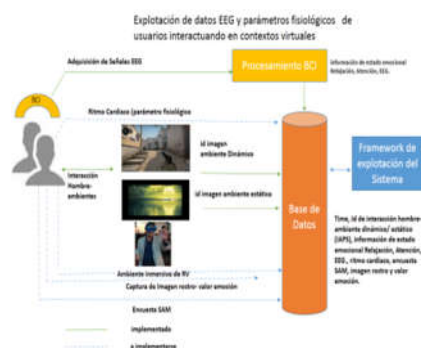 Explotación de datos EEG y parámetros fisiológicos de
usuarios interactuando en contextos virtuales
Adquisición de Señales EEG
Procesamiento BCI
Información de estado emocional
Relajación, Atención, EEG.
BCI
Ritmo Cardiaco (parámetro fisiológico
id imagen
ambiente Dinámico
Interacción
Hombre-
ambientes
id imagen ambiente estático
Base de
Datos
Framework de
explotación del
Sistema
Time, id de interacción hombre-
ambiente dinámico/ estático
(IAPS), información de estado
emocional Relajación, Atención,
EEG., ritmo cardiaco, encuesta
SAM, imagen rostro y valor
emoción.
Ambiente inmersivo de RV
Captura de Imagen rostro- valor emoción
Encuesta SAM
implementado
a implementarse